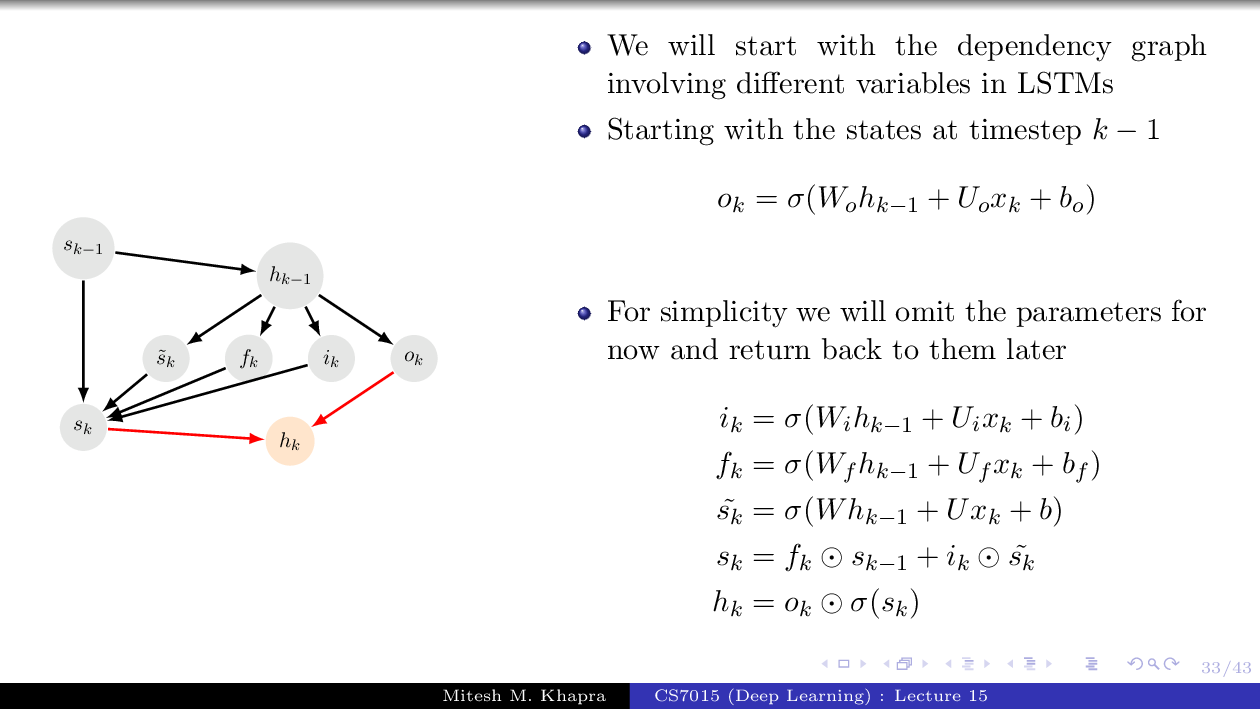 We will start with the dependency graph
involving different variables in LSTMs
Starting with the states at timestep k − 1
o_k = σ(W_o h_{k−1} + U_o x_k + b_o)
For simplicity we will omit the parameters for
now and return back to them later
i_k = σ(W_i h_{k−1} + U_i x_k + b_i)
f_k = σ(W_f h_{k−1} + U_f x_k + b_f)
s̃_k = σ(W h_{k−1} + U x_k + b)
s_k = f_k ⊙ s_{k−1} + i_k ⊙ s̃_k
h_k = o_k ⊙ σ(s_k)
s_{k−1}
h_{k−1}
s̃_k f_k i_k o_k
s_k
h_k
33/43
Mitesh M. Khapra CS7015 (Deep Learning) : Lecture 15